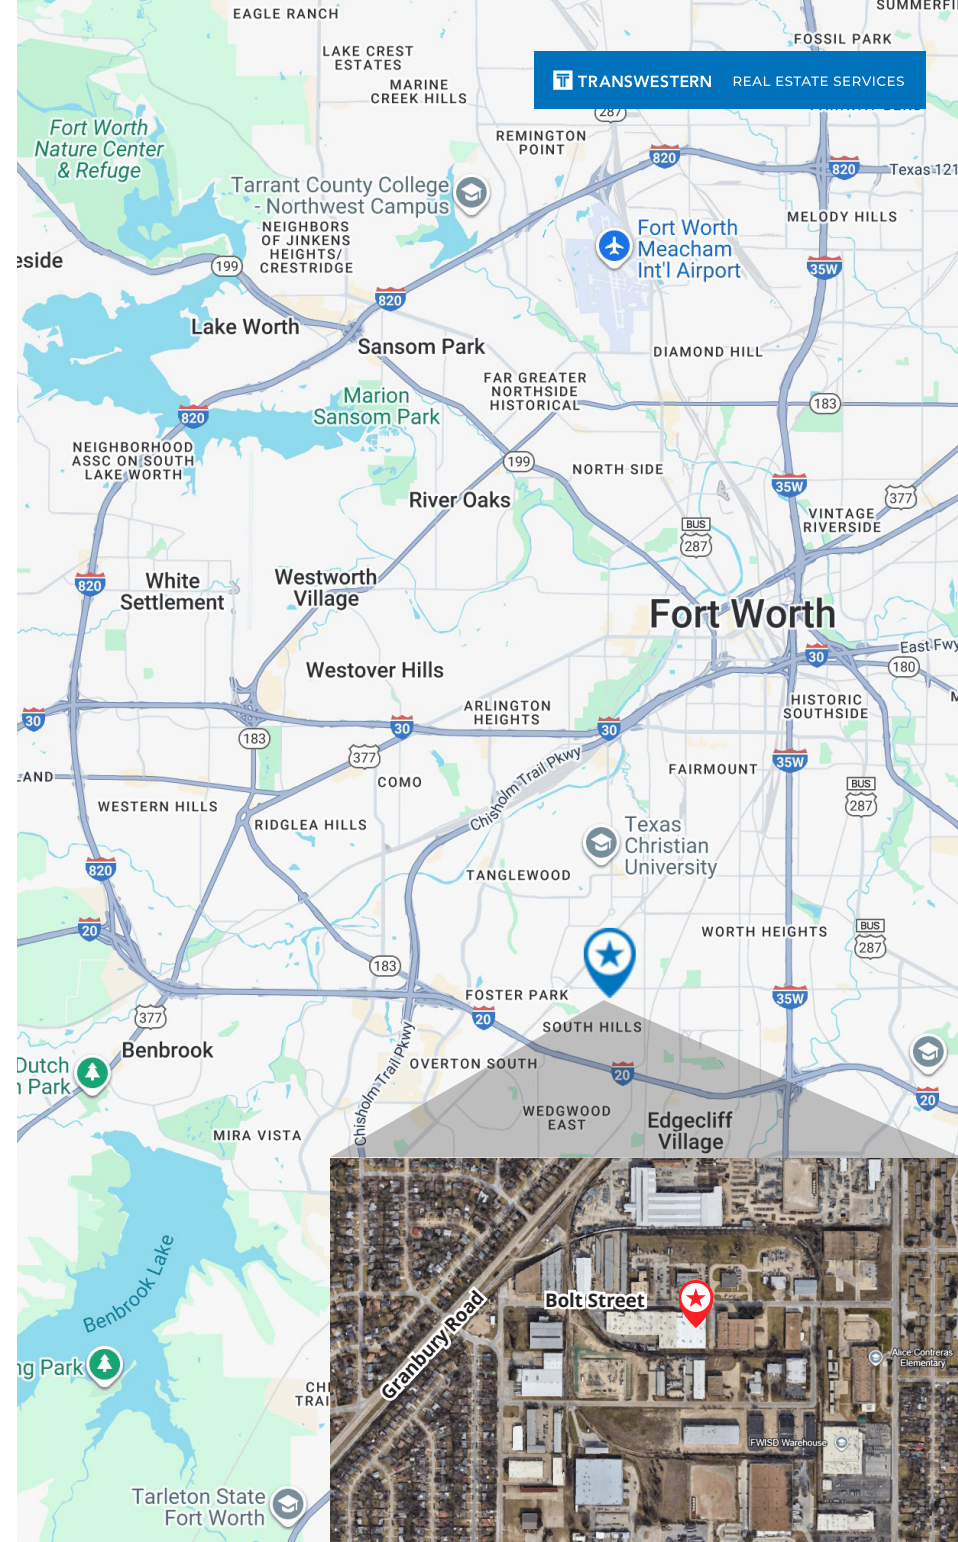 EAGLE RANCH
SUMMERFI
FOSSIL PARK
LAKE CREST
ESTATES
TRANSWESTERN REAL ESTATE SERVICES
MARINE
CREEK HILLS
287
Fort Worth
Nature Center
& Refuge
REMINGTON
POINT
820
820
Texas 121
Tarrant County College
- Northwest Campus
MELODY HILLS
NEIGHBORS
OF JINKENS
HEIGHTS/
CRESTRIDGE
Fort Worth
Meacham
Int'l Airport
eside
199
35W
820
Lake Worth
Sansom Park
DIAMOND HILL
FAR GREATER
NORTHSIDE
HISTORICAL
Marion
Sansom Park
183
820
NEIGHBORHOOD
ASSC ON SOUTH
LAKE WORTH
199
NORTH SIDE
35W
377
River Oaks
VINTAGE
RIVERSIDE
BUS
287
820
White
Settlement
Westworth
Village
Fort Worth
East Fwy
30
180
Westover Hills
M
30
ARLINGTON
HEIGHTS
HISTORIC
SOUTHSIDE
30
30
183
377
Chisholm Trail Pkwy
FAIRMOUNT
35W
LAND
COMO
BUS
287
WESTERN HILLS
RIDGLEA HILLS
Texas
Christian
University
820
TANGLEWOOD
20
WORTH HEIGHTS
BUS
287
183
FOSTER PARK
35W
377
20
SOUTH HILLS
Benbrook
Chisholm Trail Pkwy
OVERTON SOUTH
Dutch
n Park
20
20
WEDGWOOD
EAST
Edgecliff
Village
MIRA VISTA
Benbrook Lake
Granbury Road
Bolt Street
Alice Contreras
Elementary
ng Park
CHI
TRAI
FWISD Warehouse
Tarleton State
Fort Worth